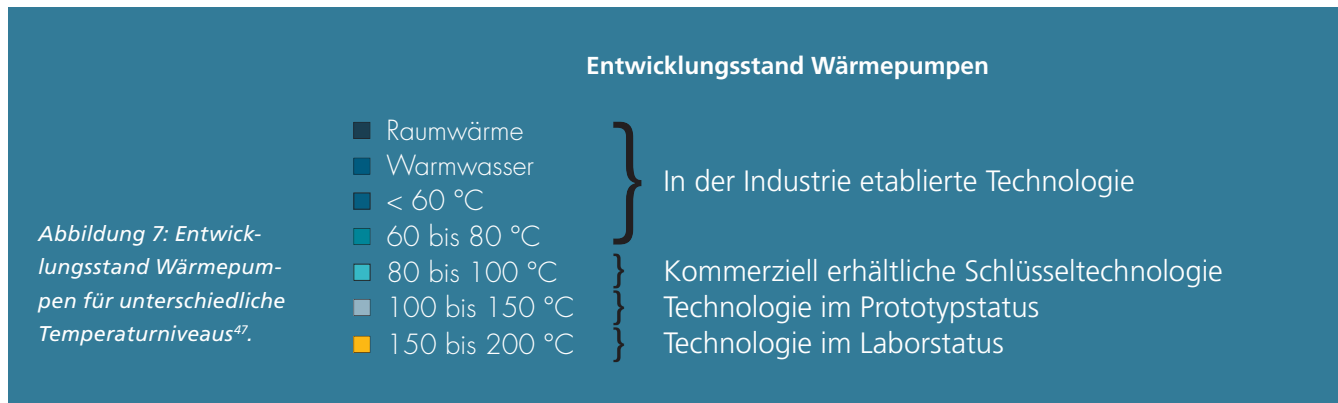 Entwicklungsstand Wärmepumpen
Raumwärme
Warmwasser
< 60 °C
60 bis 80 °C
In der Industrie etablierte Technologie
80 bis 100 °C
Kommerziell erhältliche Schlüsseltechnologie
100 bis 150 °C
Technologie im Prototypstatus
150 bis 200 °C
Technologie im Laborstatus
Abbildung 7: Entwick-
lungsstand Wärmepum-
pen für unterschiedliche
Temperaturniveaus⁴⁷.